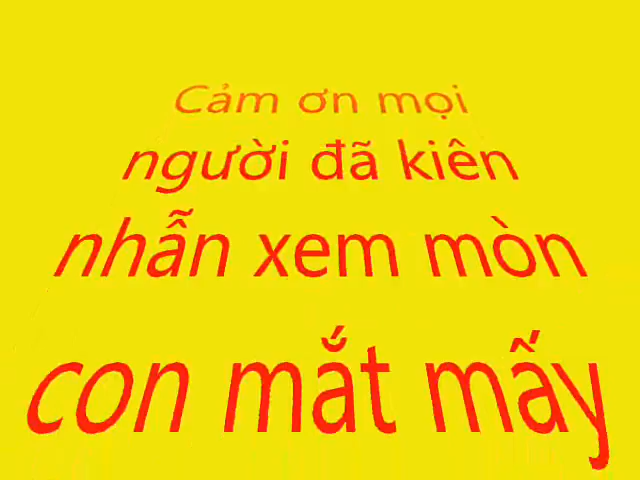 Cảm ơn mọi
người đã kiên
nhẫn xem mòn
con mắt mấy